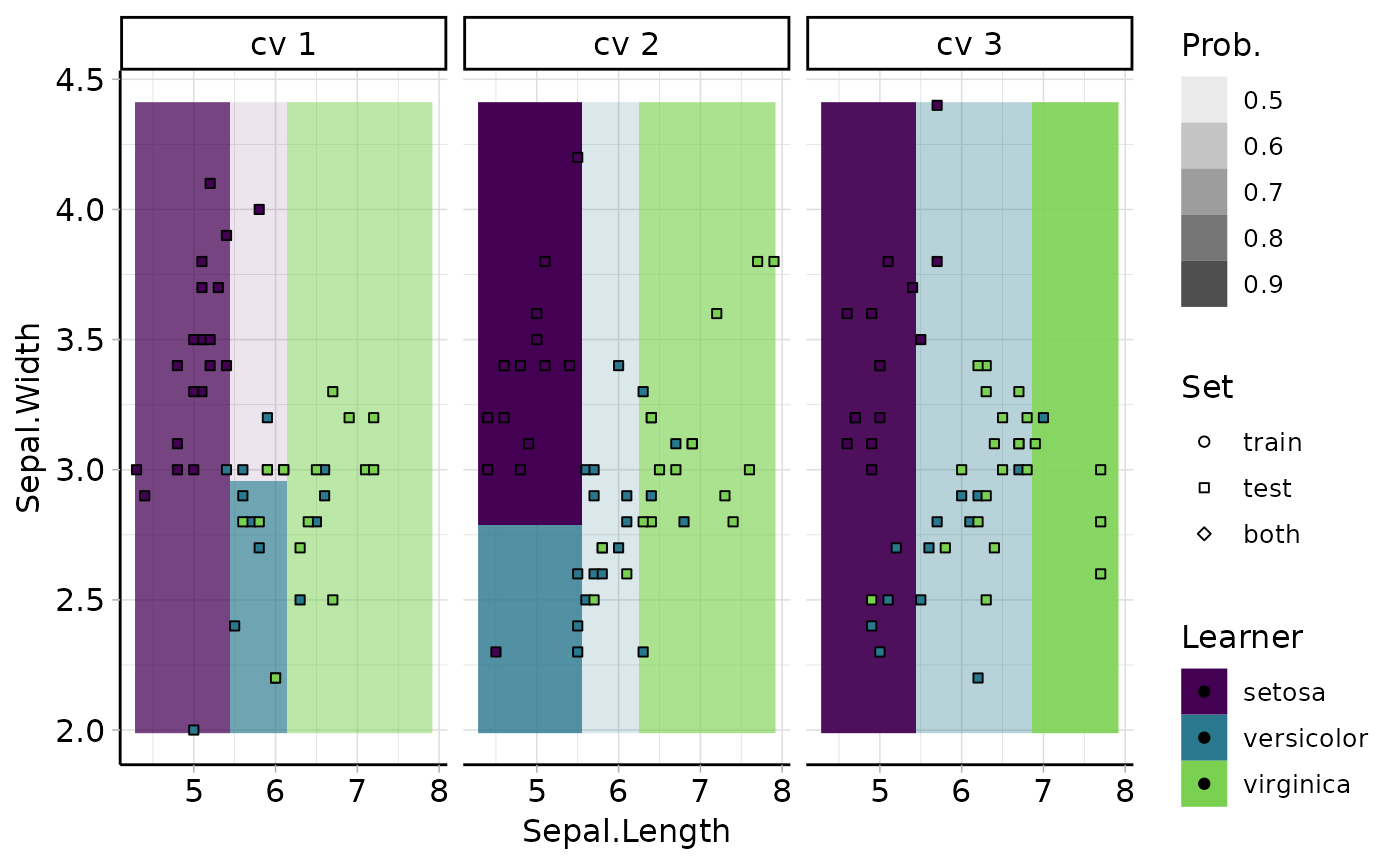 cv 1
cv 2
cv 3
4.5
4.0
3.5
3.0
2.5
2.0
Sepal.Width
5 6 7 8
5 6 7 8
5 6 7 8
Sepal.Length
Prob.
0.5
0.6
0.7
0.8
0.9
Set
train
test
both
Learner
setosa
versicolor
virginica